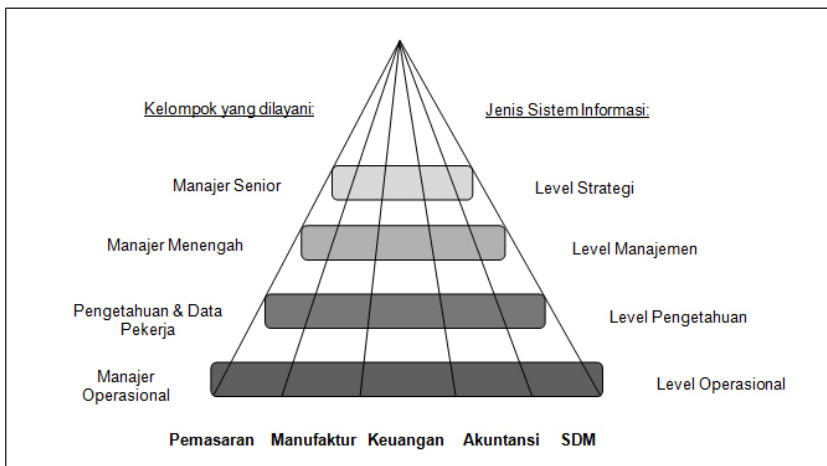 Kelompok yang dilayani:
Jenis Sistem Informasi:
Manajer Senior
Level Strategi
Manajer Menengah
Level Manajemen
Pengetahuan & Data
Pekerja
Level Pengetahuan
Manajer
Operasional
Level Operasional
Pemasaran Manufaktur Keuangan Akuntansi SDM